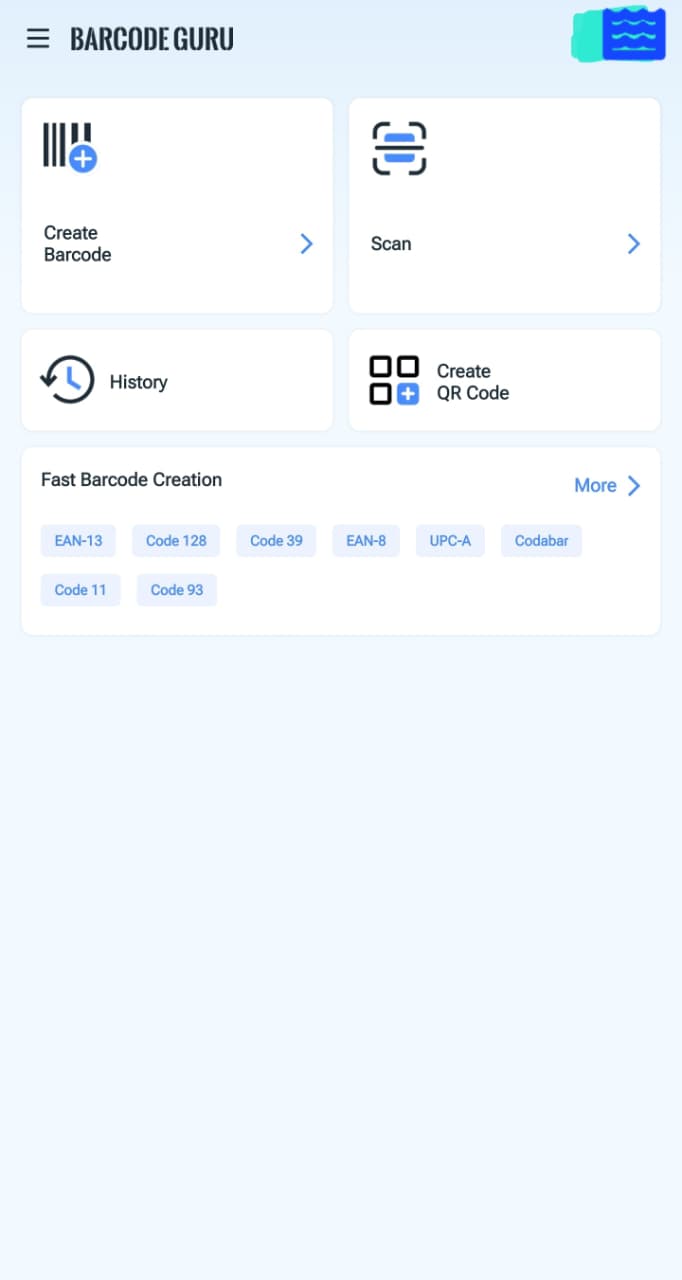 BARCODE GURU
Create
Barcode
Scan
History
Create
QR Code
Fast Barcode Creation
More
EAN-13
Code 128
Code 39
EAN-8
UPC-A
Codabar
Code 11
Code 93